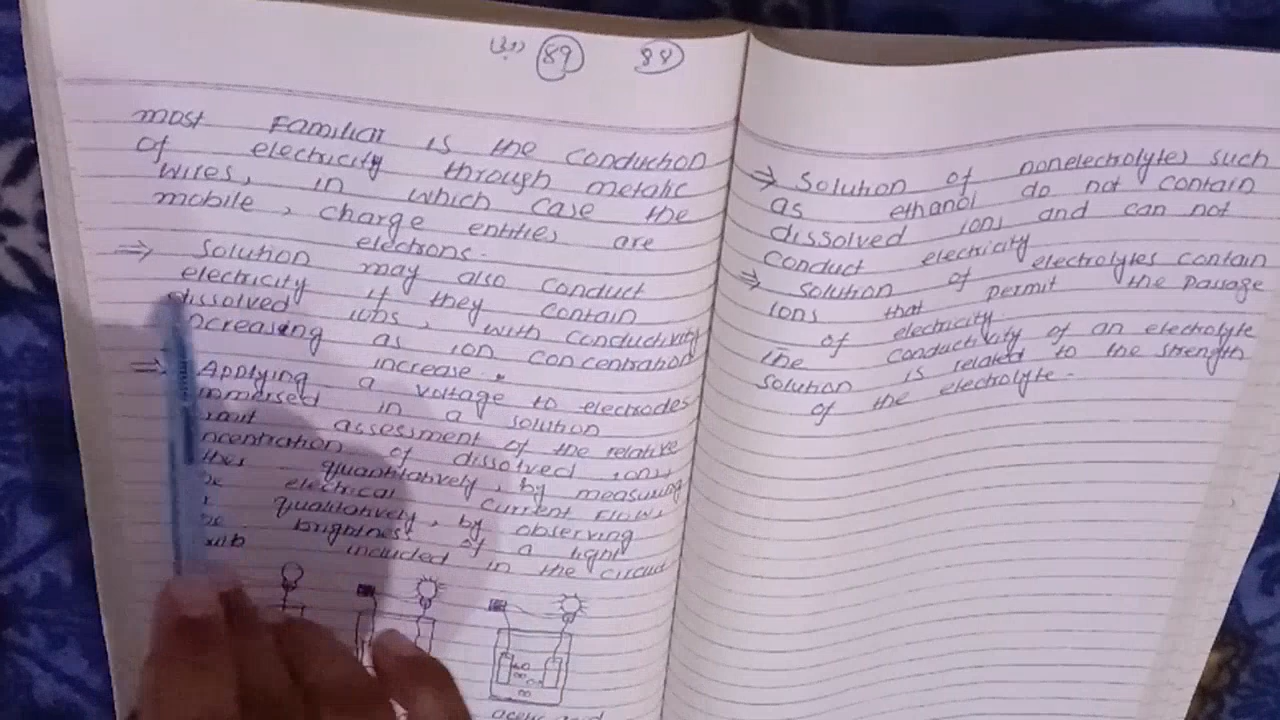 89 88
most Familiar is the conduction
of electricity through metalic
wires, in which case the
mobile, charge entities are
electrons.
⇒ Solution may also conduct
electricity if they contain
dissolved ions, with conductivity
increasing as ion concentration
increase.
⇒ Applying a voltage to electrodes
immersed in a solution
assessment of the relative
of dissolved ions
quantitatively, by measuring
electrical current flow,
qualitatively, by observing
brightness of a light
included in the circuit
⇒ Solution of nonelectrolytes such
as ethanol do not contain
dissolved ions and can not
conduct electricity
⇒ Solution of electrolytes contain
ions that permit the passage
of electricity.
the conductivity of an electrolyte
solution is related to the strength
of the electrolyte.